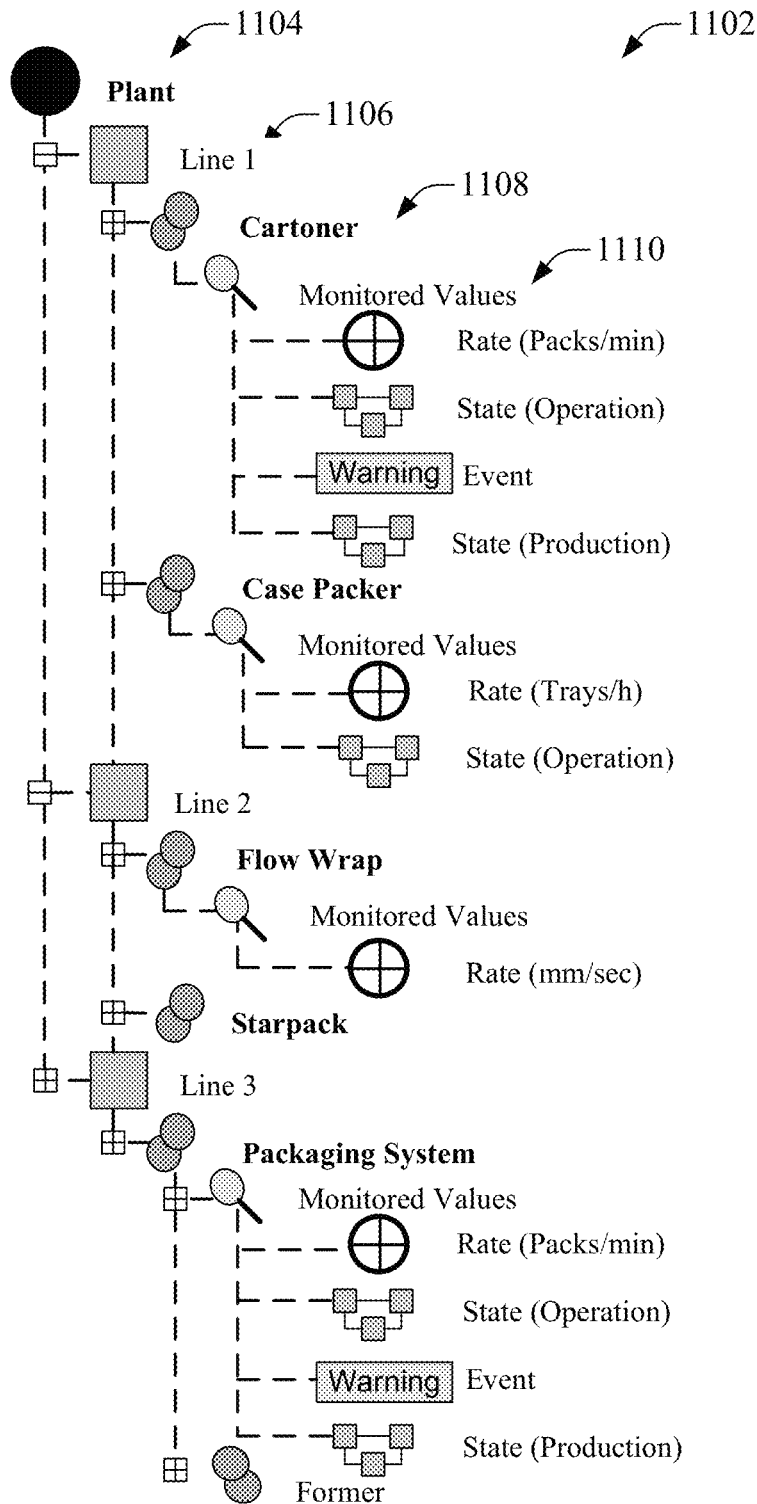 1104
1102
Plant
1106
Line 1
1108
Cartoner
1110
Monitored Values
Rate (Packs/min)
State (Operation)
Warning Event
State (Production)
Case Packer
Monitored Values
Rate (Trays/h)
State (Operation)
Line 2
Flow Wrap
Monitored Values
Rate (mm/sec)
Starpack
Line 3
Packaging System
Monitored Values
Rate (Packs/min)
State (Operation)
Warning Event
State (Production)
Former